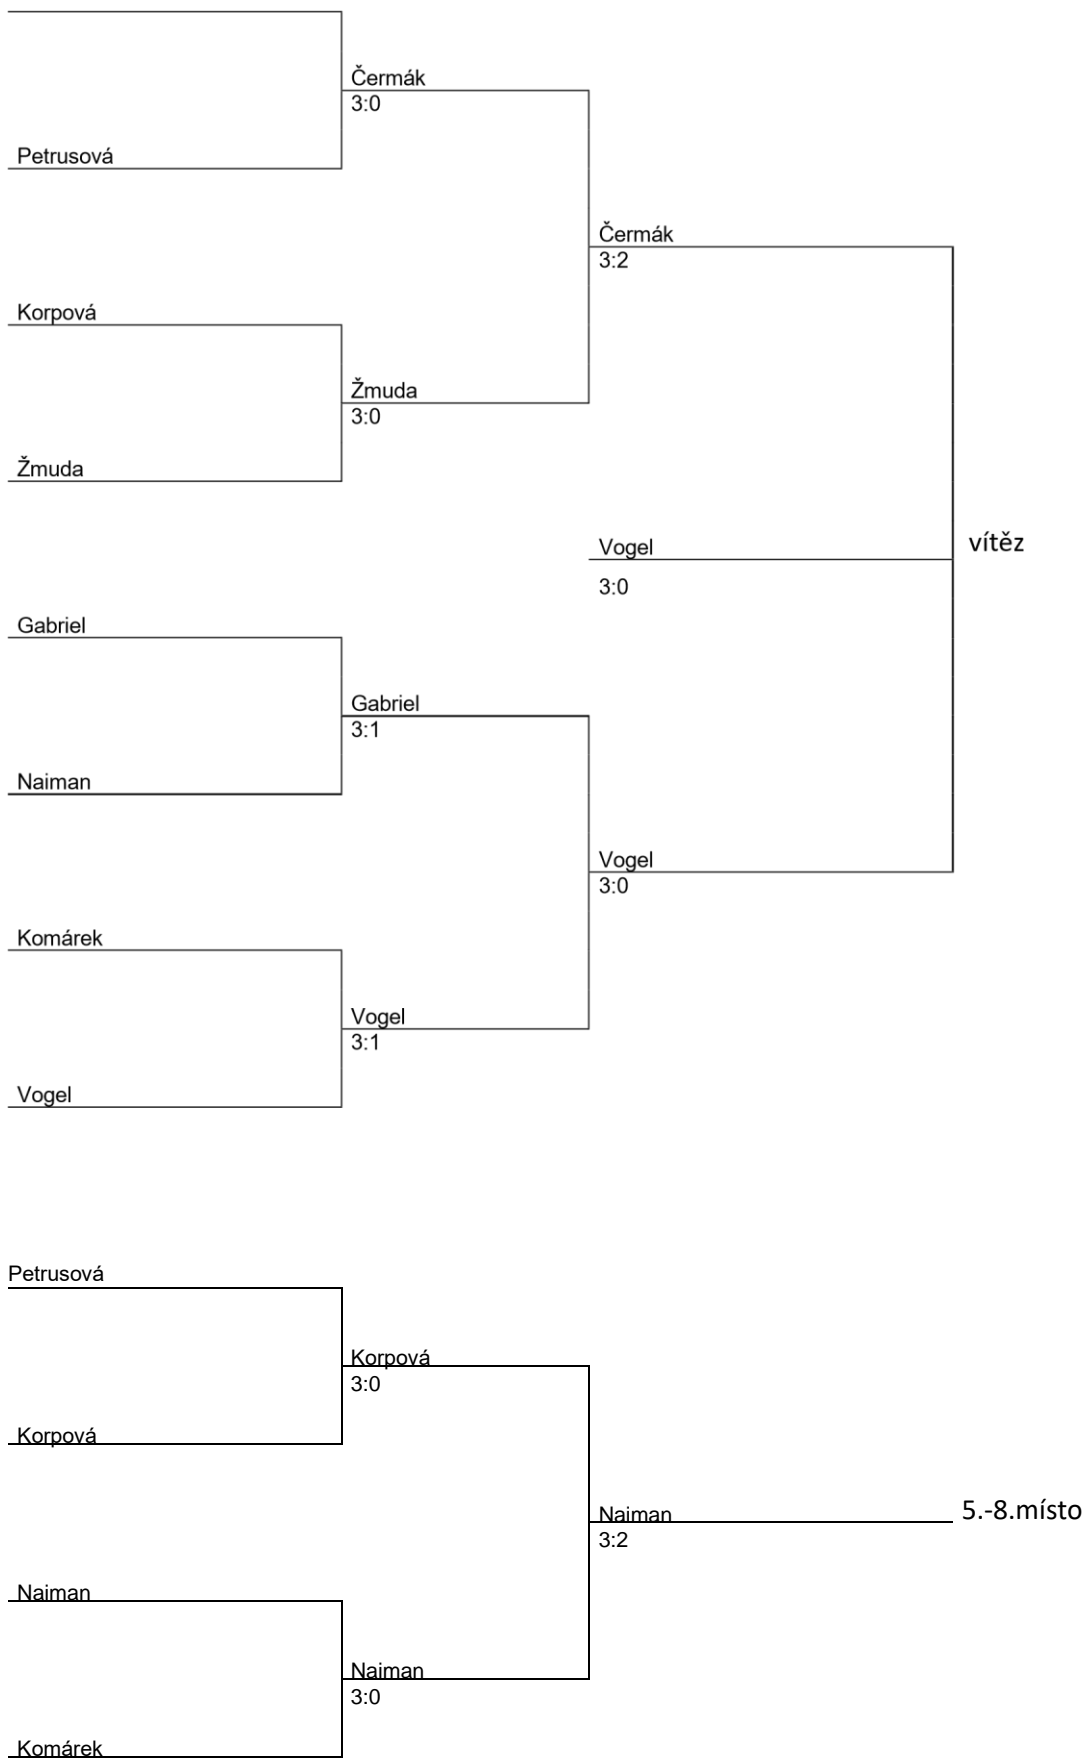 Čermák
3:0
Petrusová
Čermák
3:2
Korpová
Žmuda
3:0
Žmuda
Vogel
vítěz
3:0
Gabriel
Gabriel
3:1
Naiman
Vogel
3:0
Komárek
Vogel
3:1
Vogel
Petrusová
Korpová
3:0
Korpová
Naiman
5.-8.místo
3:2
Naiman
Naiman
3:0
Komárek